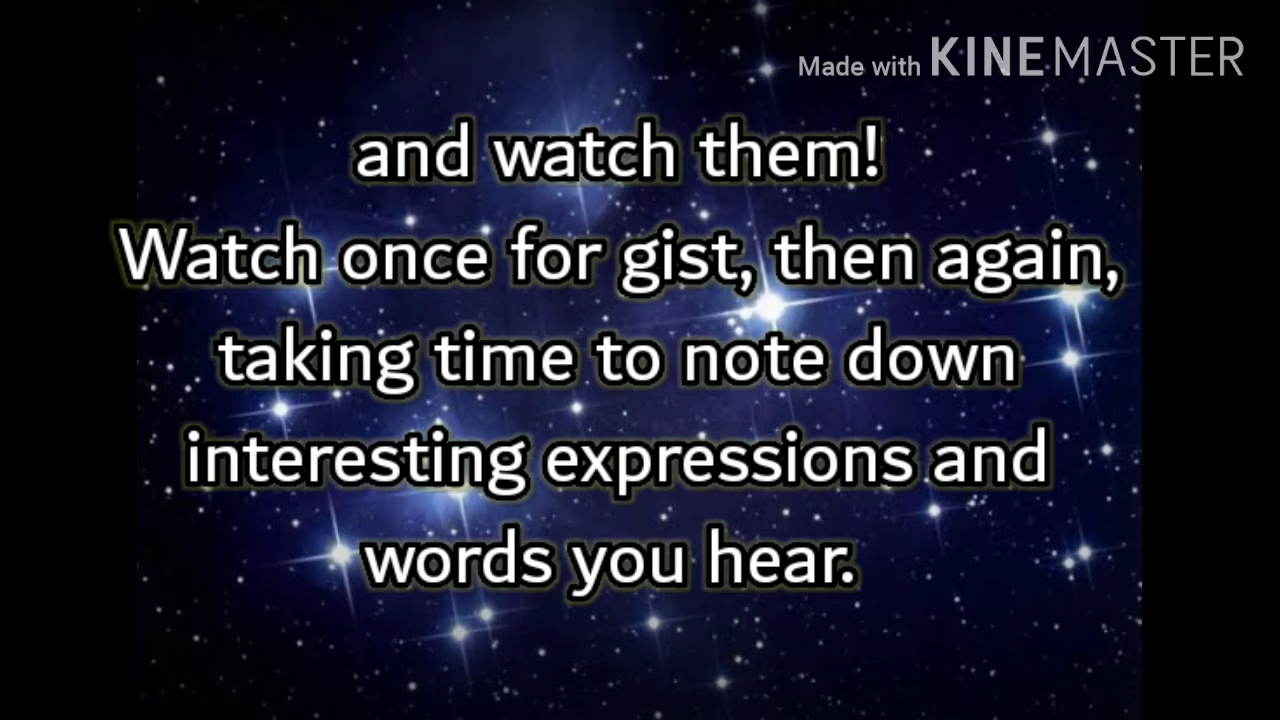 Made with KINEMASTER
and watch them!
Watch once for gist, then again,
taking time to note down
interesting expressions and
words you hear.